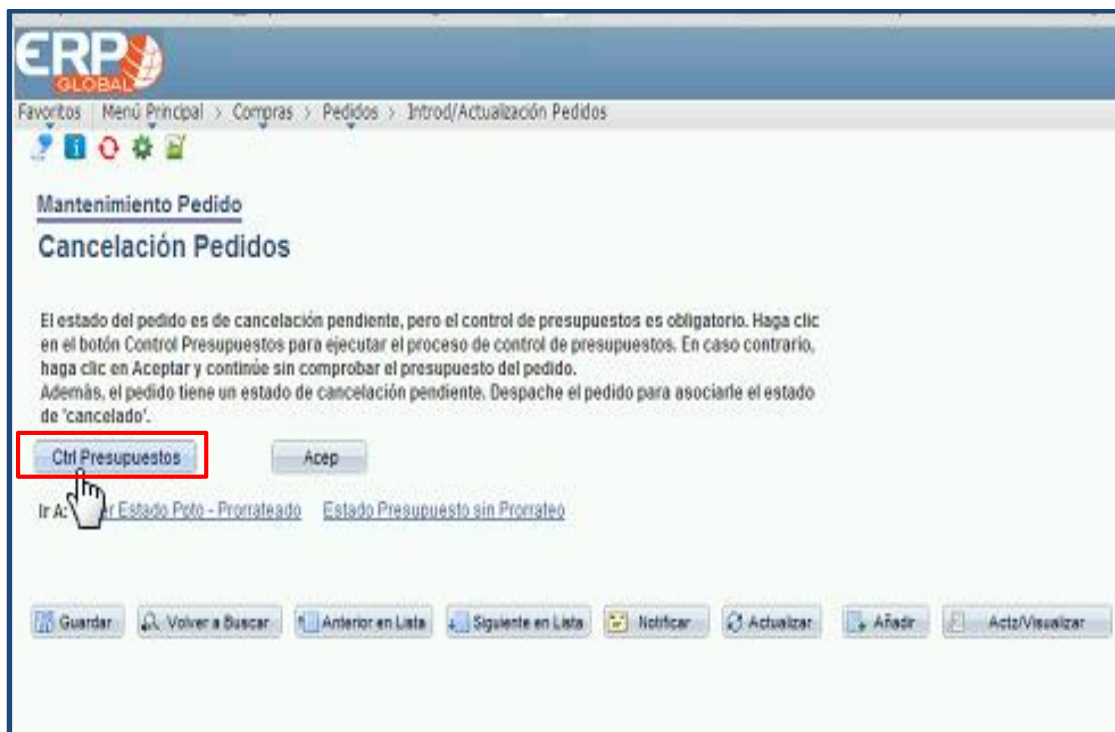 ERP
GLOBAL
Favoritos Menú Principal > Compras > Pedidos > Introd/Actualización Pedidos
Mantenimiento Pedido
Cancelación Pedidos
El estado del pedido es de cancelación pendiente, pero el control de presupuestos es obligatorio. Haga clic
en el botón Control Presupuestos para ejecutar el proceso de control de presupuestos. En caso contrario,
haga clic en Aceptar y continúe sin comprobar el presupuesto del pedido.
Además, el pedido tiene un estado de cancelación pendiente. Despache el pedido para asociarle el estado
de 'cancelado'.
Ctrl Presupuestos Acep
Ir A: Estado Ppto - Prorrateado Estado Presupuesto sin Prorrateo
Guardar Volver a Buscar Anterior en Lista Siguiente en Lista Notificar Actualizar Añadir Actz/Visualizar